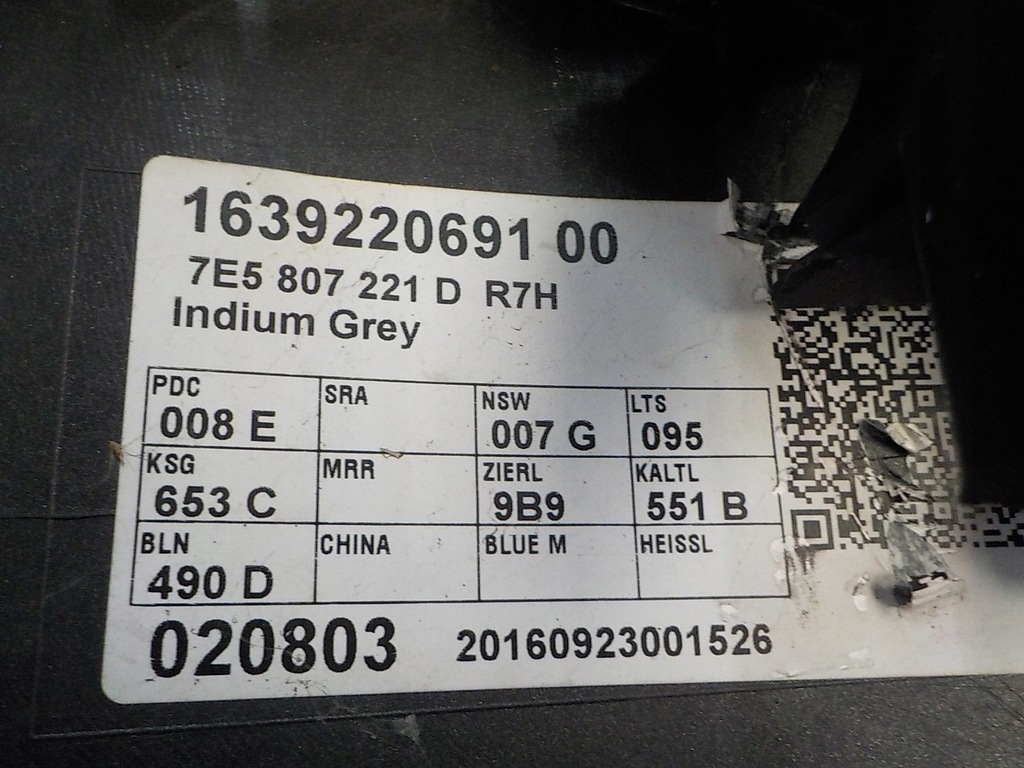 1639220691 00
7E5 807 221 D R7H
Indium Grey
PDC SRA NSW LTS
008 E 007 G 095
KSG MRR ZIERL KALTL
653 C 9B9 551 B
BLN CHINA BLUE M HEISSL
490 D
020803 20160923001526